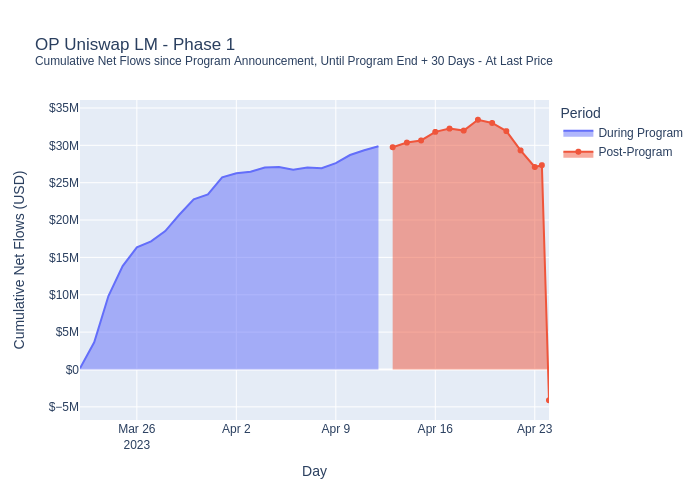 OP Uniswap LM - Phase 1
Cumulative Net Flows since Program Announcement, Until Program End + 30 Days - At Last Price
Period
During Program
Post-Program
Cumulative Net Flows (USD)
$35M
$30M
$25M
$20M
$15M
$10M
$5M
$0
$−5M
Mar 26
2023
Apr 2
Apr 9
Apr 16
Apr 23
Day